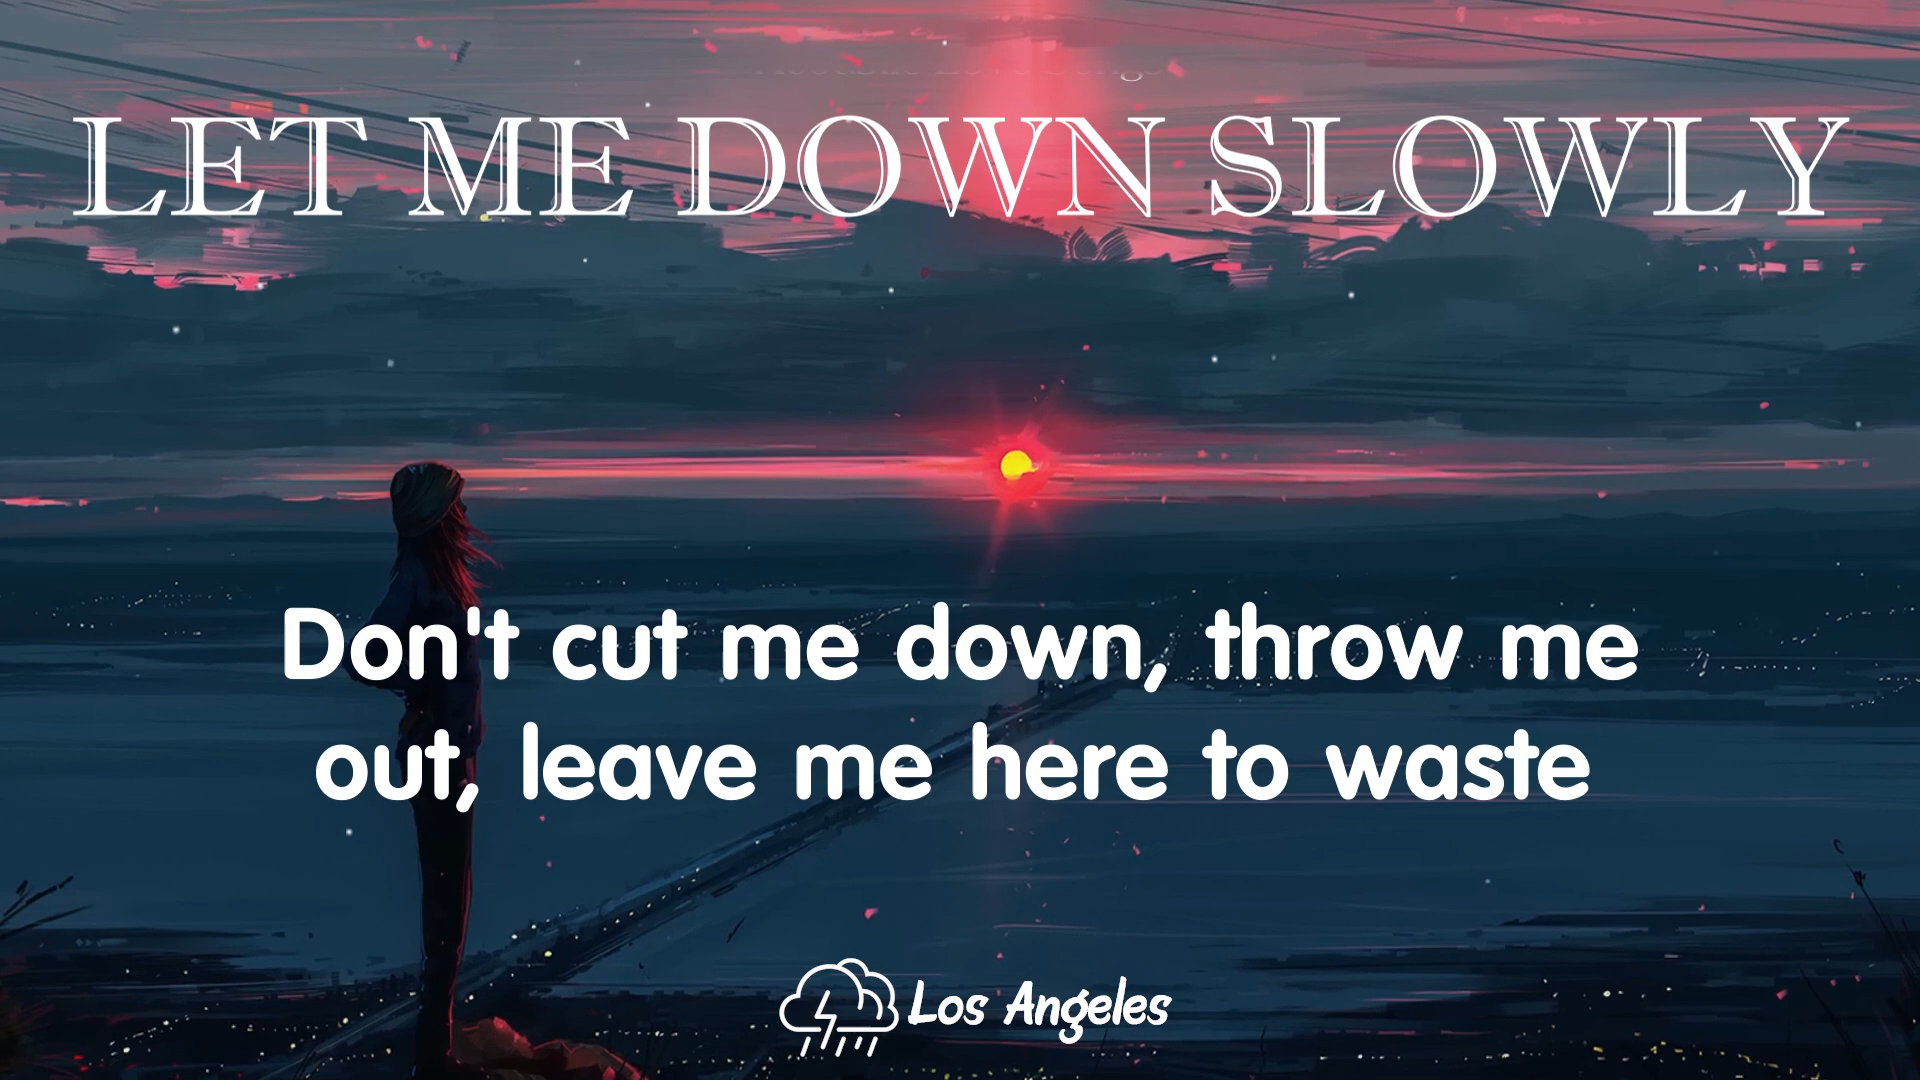 LET ME DOWN SLOWLY
Don't cut me down, throw me
out, leave me here to waste
Los Angeles